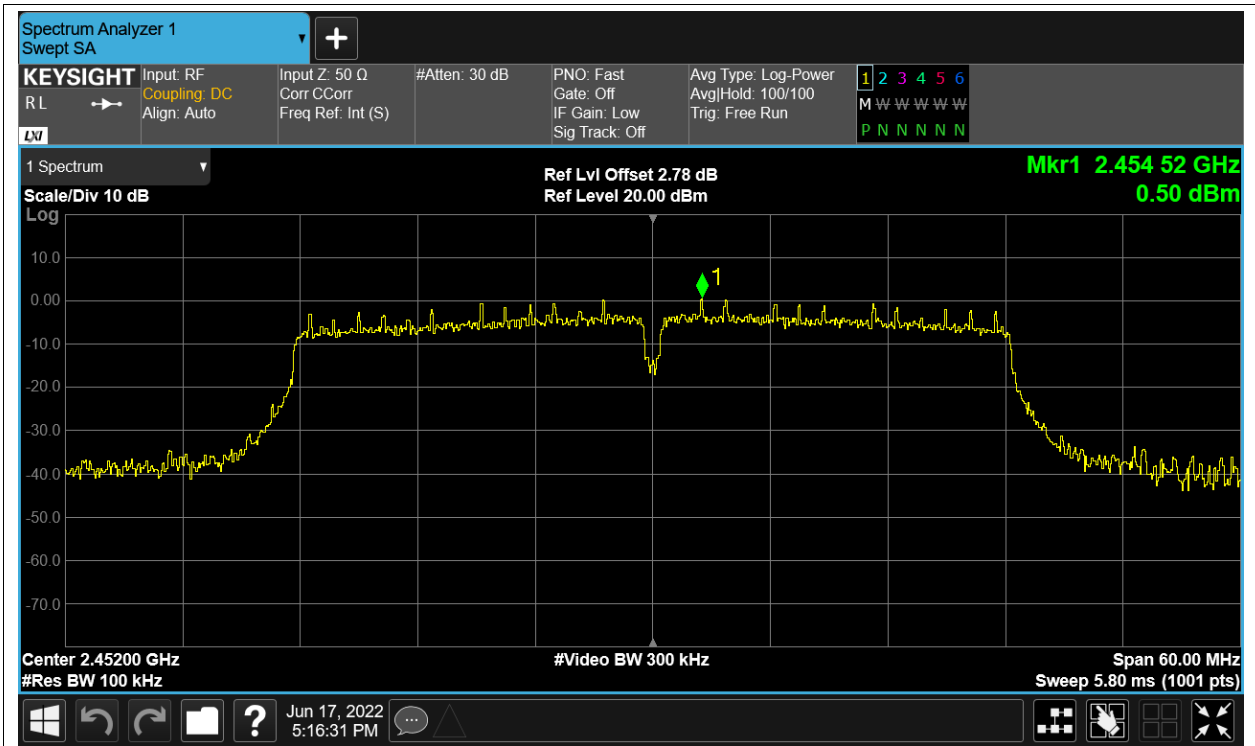 Spectrum Analyzer 1
Swept SA
KEYSIGHT
R L
LXI
Input: RF
Coupling: DC
Align: Auto
Input Z: 50 Ω
Corr CCorr
Freq Ref: Int (S)
#Atten: 30 dB
PNO: Fast
Gate: Off
IF Gain: Low
Sig Track: Off
Avg Type: Log-Power
Avg|Hold: 100/100
Trig: Free Run
1 2 3 4 5 6
M W W W W W
P N N N N N
1 Spectrum
Scale/Div 10 dB
Ref Lvl Offset 2.78 dB
Ref Level 20.00 dBm
Mkr1 2.454 52 GHz
0.50 dBm
Log
1
10.0
0.00
-10.0
-20.0
-30.0
-40.0
-50.0
-60.0
-70.0
Center 2.45200 GHz
#Res BW 100 kHz
#Video BW 300 kHz
Span 60.00 MHz
Sweep 5.80 ms (1001 pts)
?
Jun 17, 2022
5:16:31 PM